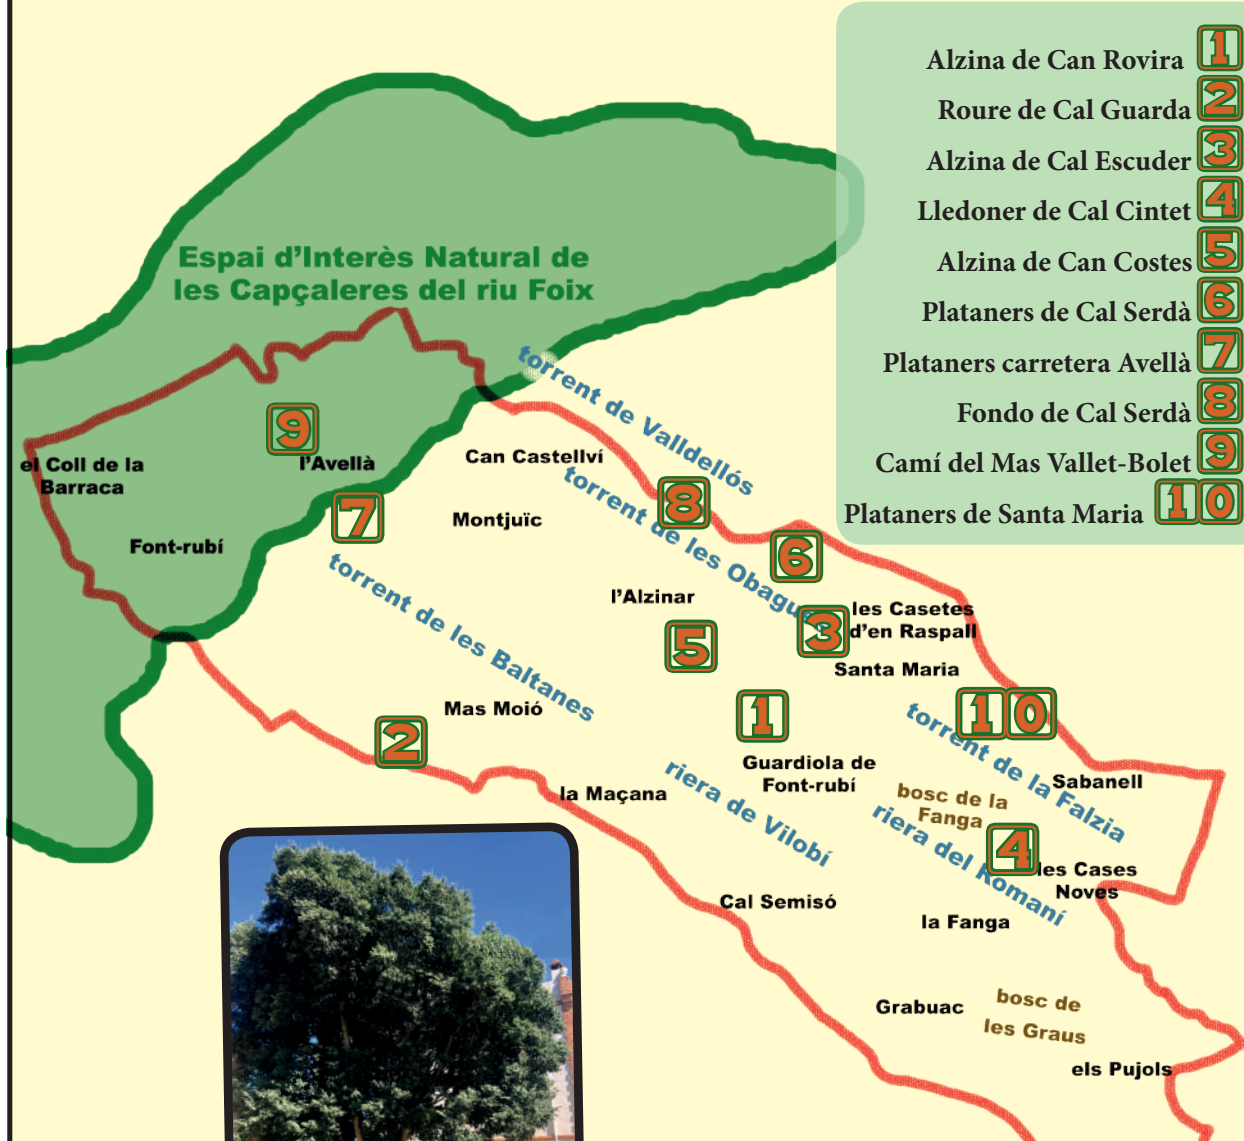 Alzina de Can Rovira 1
Roure de Cal Guarda 2
Alzina de Cal Escuder 3
Lledoner de Cal Cintet 4
Alzina de Can Costes 5
Plataners de Cal Serdà 6
Plataners carretera Avellà 7
Fondo de Cal Serdà 8
Camí del Mas Vallet-Bolet 9
Plataners de Santa Maria 10
Espai d'Interès Natural de
les Capçaleres del riu Foix
torrent de Valldellós
9
el Coll de la
Barraca
l'Avellà
Can Castellví
torrent de les Obagues
8
7
Montjuïc
Font-rubí
6
torrent de les Baltanes
l'Alzinar
les Casetes
d'en Raspall
3
5
Santa Maria
Mas Moió
1
10
2
torrent de la Falzia
Guardiola de
Font-rubí
Sabanell
la Maçana
riera de Vilobí
bosc de la
Fanga
riera del Romaní
4
les Cases
Noves
Cal Semisó
la Fanga
Grabuac
bosc de
les Graus
els Pujols